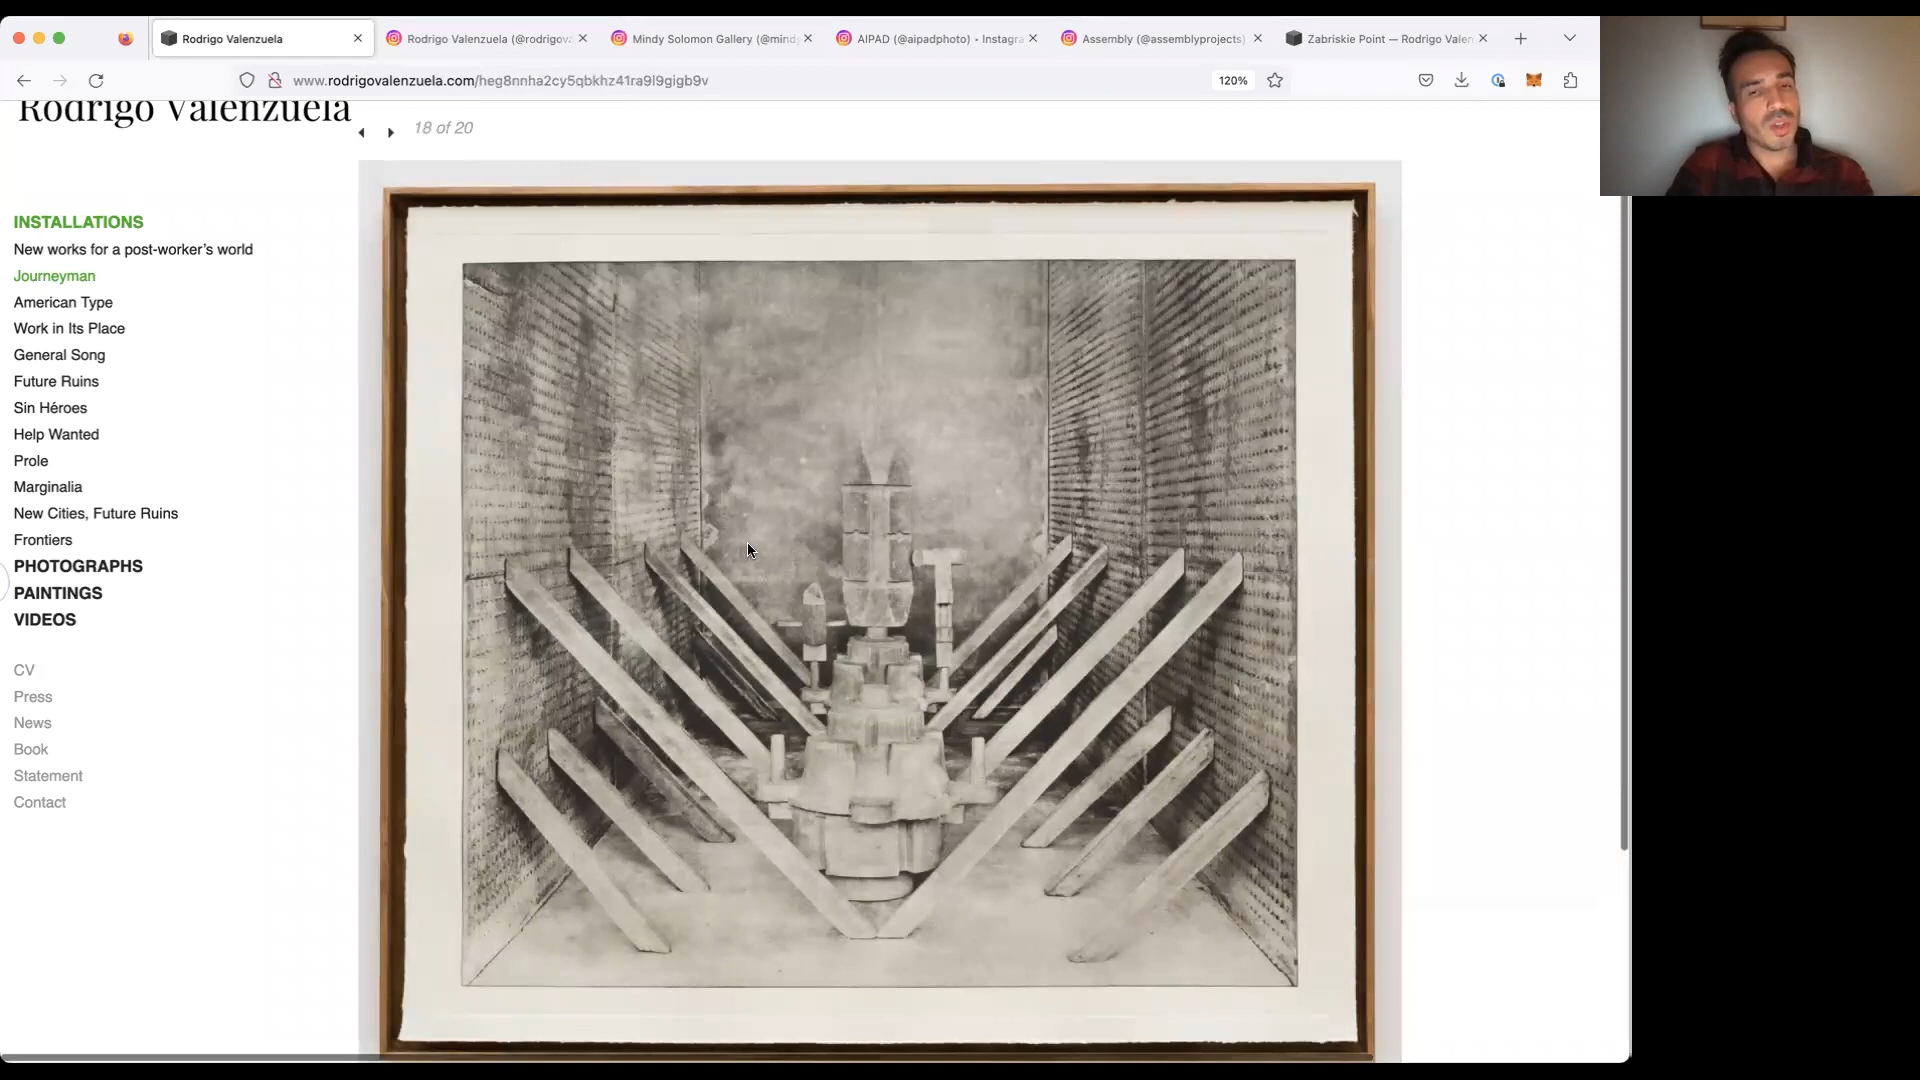 Rodrigo Valenzuela
Rodrigo Valenzuela (@rodrigov
Mindy Solomon Gallery (@mindy
AIPAD (@aipadphoto) • Instagra
Assembly (@assemblyprojects)
Zabriskie Point — Rodrigo Valen
www.rodrigovalenzuela.com/heg8nnha2cy5qbkhz41ra9l9gigb9v
120%
Rodrigo Valenzuela
18 of 20
INSTALLATIONS
New works for a post-worker's world
Journeyman
American Type
Work in Its Place
General Song
Future Ruins
Sin Héroes
Help Wanted
Prole
Marginalia
New Cities, Future Ruins
Frontiers
PHOTOGRAPHS
PAINTINGS
VIDEOS
CV
Press
News
Book
Statement
Contact